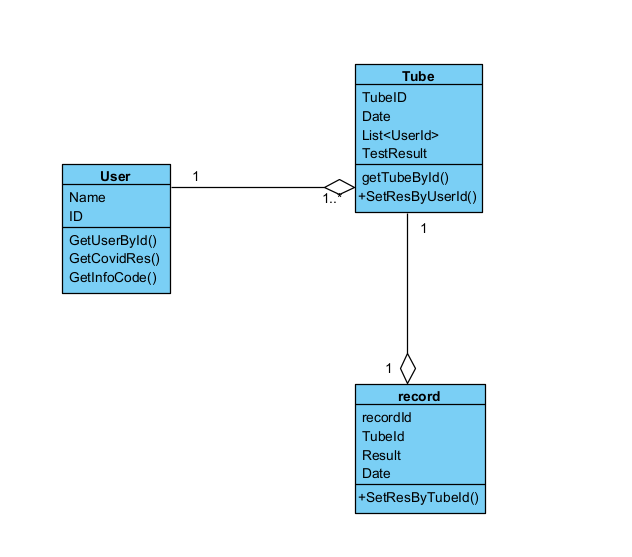 Tube
TubeID
Date
List<UserId>
TestResult
getTubeById()
+SetResByUserId()
User
Name
ID
GetUserById()
GetCovidRes()
GetInfoCode()
1
1..*
1
1
record
recordId
TubeId
Result
Date
+SetResByTubeId()